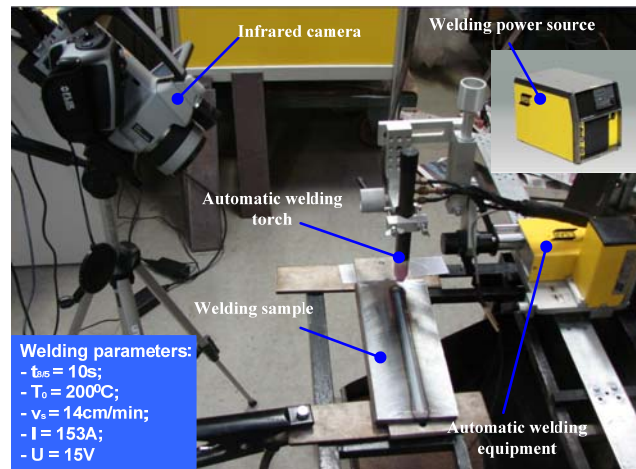 Infrared camera
Welding power source
Automatic welding
torch
Welding sample
Automatic welding
equipment
Welding parameters:
- t8/5 = 10s;
- T0 = 200⁰C;
- vs = 14cm/min;
- I = 153A;
- U = 15V